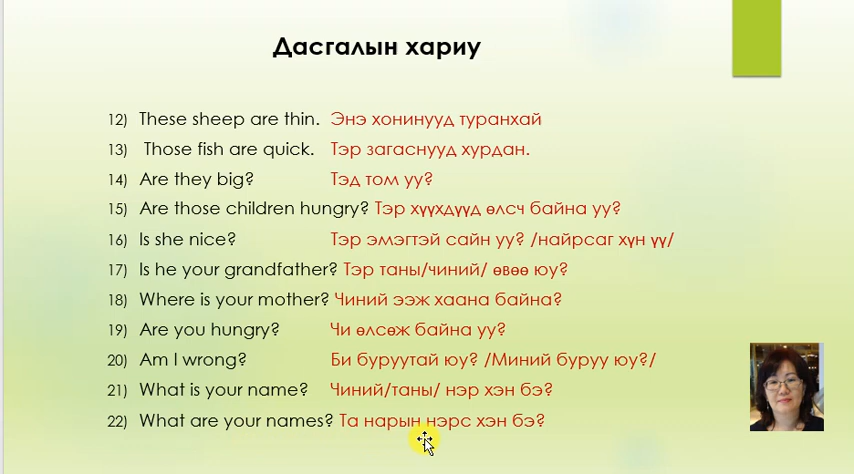 Дасгалын хариу
12) These sheep are thin. Энэ хонинууд туранхай
13) Those fish are quick. Тэр загаснууд хурдан.
14) Are they big? Тэд том уу?
15) Are those children hungry? Тэр хүүхдүүд өлсч байна уу?
16) Is she nice? Тэр эмэгтэй сайн уу? /найрсаг хүн үү/
17) Is he your grandfather? Тэр таны/чиний/ өвөө юу?
18) Where is your mother? Чиний ээж хаана байна?
19) Are you hungry? Чи өлсөж байна уу?
20) Am I wrong? Би буруутай юу? /Миний буруу юу?/
21) What is your name? Чиний/таны/ нэр хэн бэ?
22) What are your names? Та нарын нэрс хэн бэ?